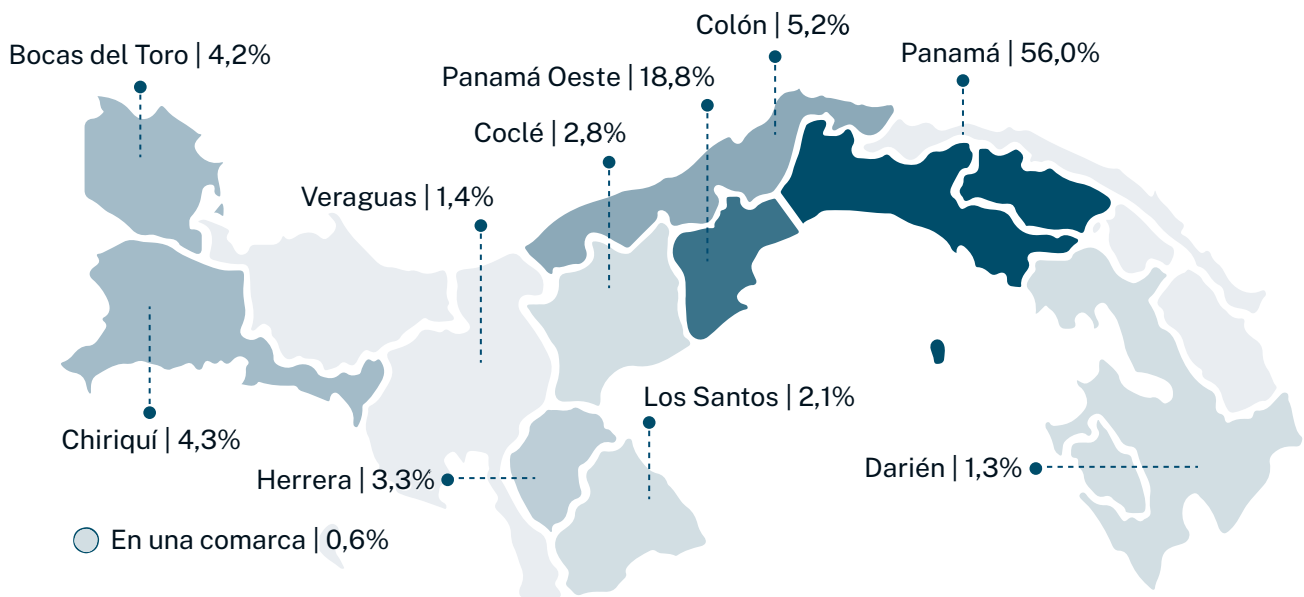 Colón | 5,2%
Bocas del Toro | 4,2%
Panamá | 56,0%
Panamá Oeste | 18,8%
Coclé | 2,8%
Veraguas | 1,4%
Los Santos | 2,1%
Chiriquí | 4,3%
Darién | 1,3%
Herrera | 3,3%
En una comarca | 0,6%